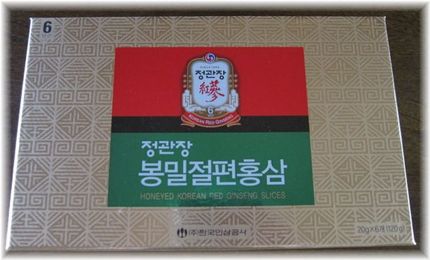 6
정관장
紅蔘
KOREAN RED GINSENG
6
정관장
봉밀절편홍삼
HONEYED KOREAN RED GINSENG SLICES
20g×6개(120g)
(주)한국인삼공사